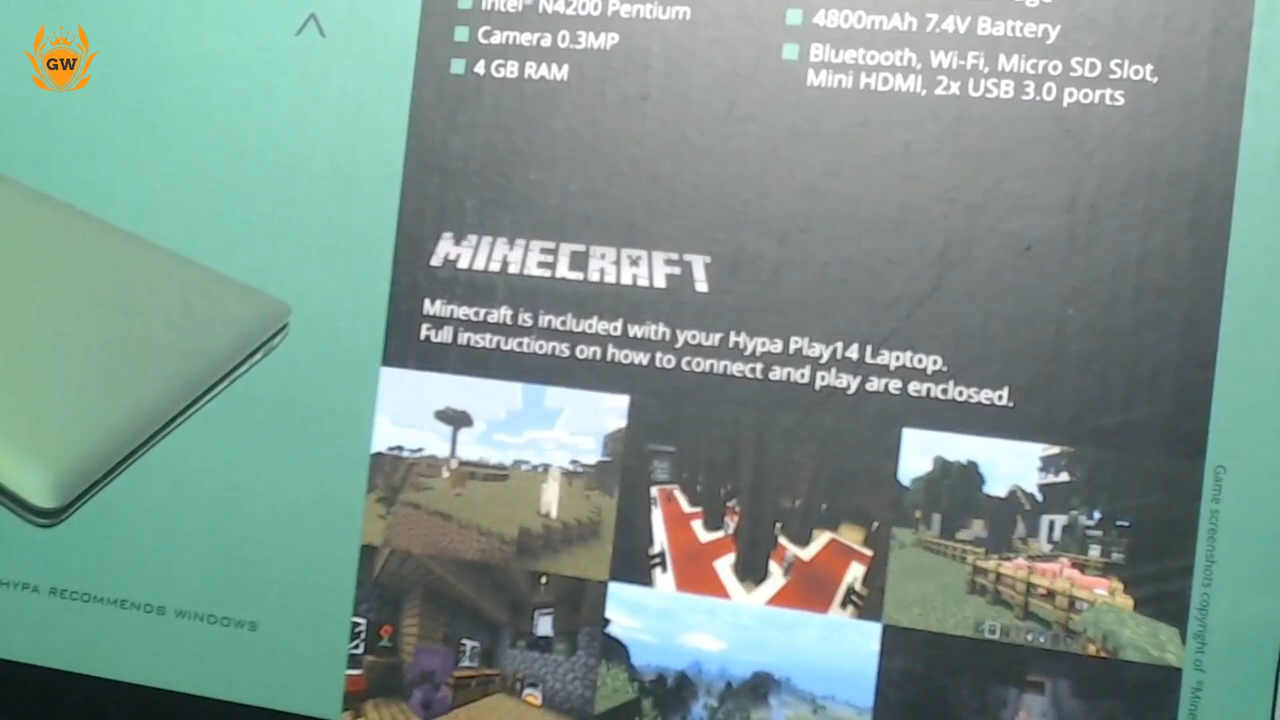 GW
Intel® N4200 Pentium
Camera 0.3MP
4 GB RAM
4800mAh 7.4V Battery
Bluetooth, Wi-Fi, Micro SD Slot,
Mini HDMI, 2x USB 3.0 ports
MINECRAFT
Minecraft is included with your Hypa Play14 Laptop.
Full instructions on how to connect and play are enclosed.
HYPA RECOMMENDS WINDOWS
Game screenshots copyright of